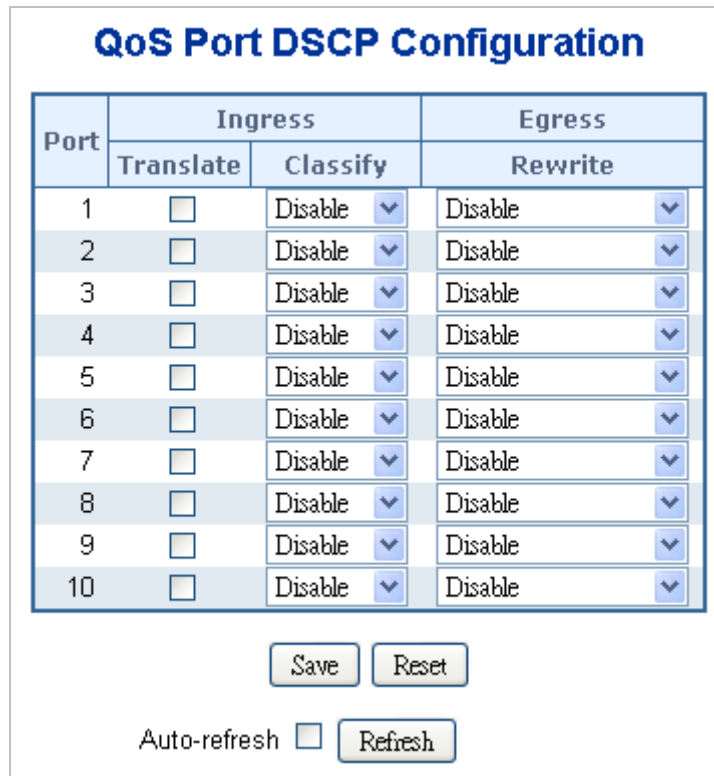 QoS Port DSCP Configuration
Port Ingress Egress
Translate Classify Rewrite
1 Disable Disable
2 Disable Disable
3 Disable Disable
4 Disable Disable
5 Disable Disable
6 Disable Disable
7 Disable Disable
8 Disable Disable
9 Disable Disable
10 Disable Disable
Save Reset
Auto-refresh Refresh